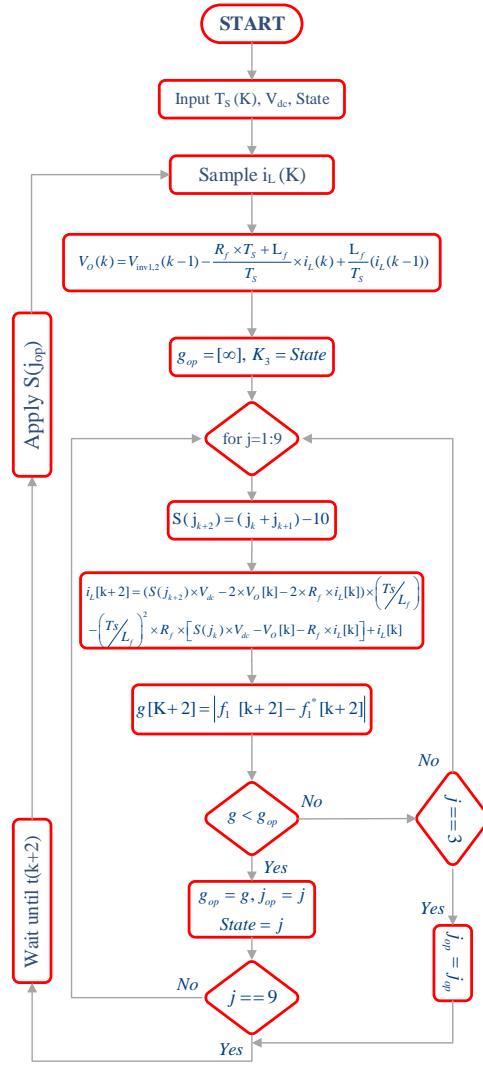 START
Input T_S (K), V_dc, State
Sample i_L (K)
V_O(k) = V_inv1,2(k−1) − (R_f × T_S + L_f)/T_S × i_L(k) + L_f/T_S (i_L(k−1))
g_op = [∞], K_3 = State
for j=1:9
S(j_k+2) = (j_k + j_k+1) − 10
i_L[k+2] = (S(j_k+2) × V_dc − 2 × V_O[k] − 2 × R_f × i_L[k]) × (Ts/L_f)
−(Ts/L_f)^2 × R_f × [S(j_k) × V_dc − V_O[k] − R_f × i_L[k]] + i_L[k]
g[K+2] = |f_1 [k+2] − f_1^*[k+2]|
g < g_op
No
Yes
g_op = g, j_op = j
State = j
j == 9
No
Yes
j == 3
No
Yes
j_op = j_op
Wait until t(k+2)
Apply S(j_op)